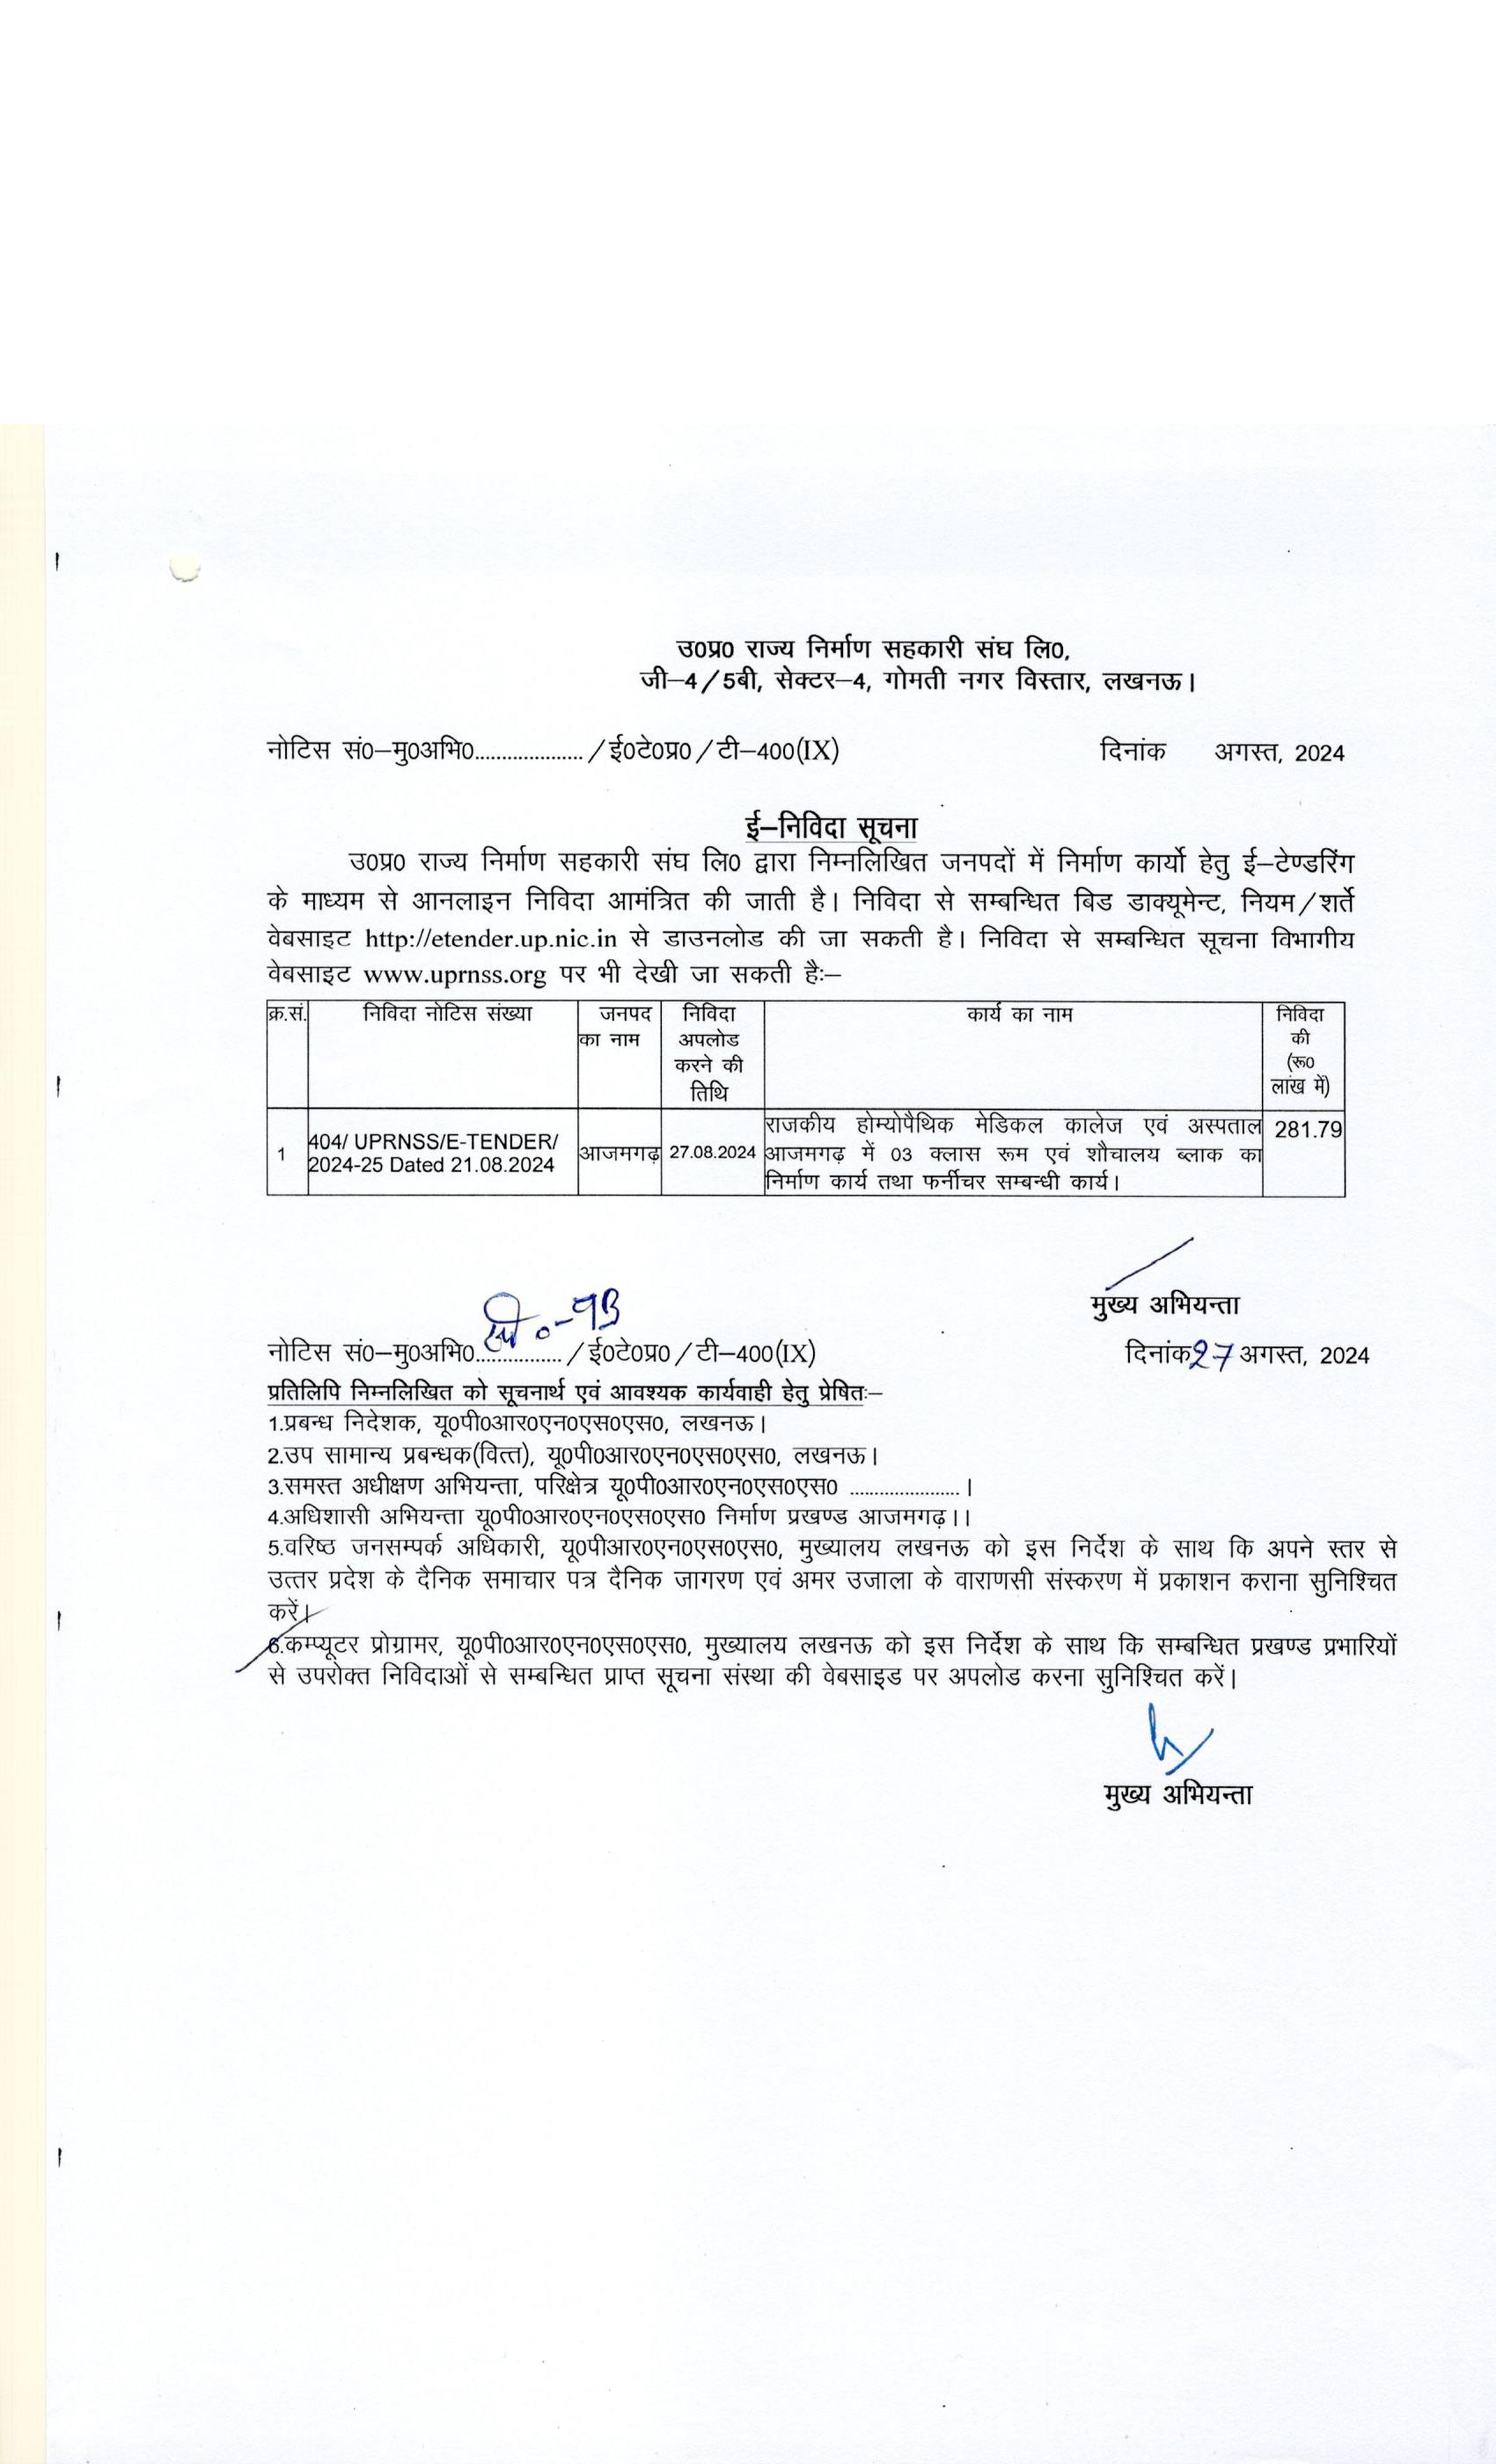 उ0प्र0 राज्य निर्माण सहकारी संघ लि0,
जी–4/5बी, सेक्टर–4, गोमती नगर विस्तार, लखनऊ।
नोटिस सं0–मु0अभि0.................... /ई0टे0प्र0/टी–400(IX) दिनांक अगस्त, 2024
ई–निविदा सूचना
उ0प्र0 राज्य निर्माण सहकारी संघ लि0 द्वारा निम्नलिखित जनपदों में निर्माण कार्यो हेतु ई–टेण्डरिंग
के माध्यम से आनलाइन निविदा आमंत्रित की जाती है। निविदा से सम्बन्धित बिड डाक्यूमेन्ट, नियम/शर्ते
वेबसाइट http://etender.up.nic.in से डाउनलोड की जा सकती है। निविदा से सम्बन्धित सूचना विभागीय
वेबसाइट www.uprnss.org पर भी देखी जा सकती हैः–
क्र.सं. निविदा नोटिस संख्या जनपद का नाम निविदा अपलोड करने की तिथि कार्य का नाम निविदा की (रू0 लांख में)
1 404/ UPRNSS/E-TENDER/ 2024-25 Dated 21.08.2024 आजमगढ़ 27.08.2024 राजकीय होम्योपैथिक मेडिकल कालेज एवं अस्पताल 281.79
आजमगढ़ में 03 क्लास रूम एवं शौचालय ब्लाक का
निर्माण कार्य तथा फर्नीचर सम्बन्धी कार्य।
मुख्य अभियन्ता
नोटिस सं0–मु0अभि0............... /ई0टे0प्र0/टी–400(IX) दिनांक 27 अगस्त, 2024
प्रतिलिपि निम्नलिखित को सूचनार्थ एवं आवश्यक कार्यवाही हेतु प्रेषितः–
1.प्रबन्ध निदेशक, यू0पी0आर0एन0एस0एस0, लखनऊ।
2.उप सामान्य प्रबन्धक(वित्त), यू0पी0आर0एन0एस0एस0, लखनऊ।
3.समस्त अधीक्षण अभियन्ता, परिक्षेत्र यू0पी0आर0एन0एस0एस0 ...................... ।
4.अधिशासी अभियन्ता यू0पी0आर0एन0एस0एस0 निर्माण प्रखण्ड आजमगढ़।।
5.वरिष्ठ जनसम्पर्क अधिकारी, यू0पीआर0एन0एस0एस0, मुख्यालय लखनऊ को इस निर्देश के साथ कि अपने स्तर से
उत्तर प्रदेश के दैनिक समाचार पत्र दैनिक जागरण एवं अमर उजाला के वाराणसी संस्करण में प्रकाशन कराना सुनिश्चित
करें।
6.कम्प्यूटर प्रोग्रामर, यू0पी0आर0एन0एस0एस0, मुख्यालय लखनऊ को इस निर्देश के साथ कि सम्बन्धित प्रखण्ड प्रभारियों
से उपरोक्त निविदाओं से सम्बन्धित प्राप्त सूचना संस्था की वेबसाइड पर अपलोड करना सुनिश्चित करें।
मुख्य अभियन्ता